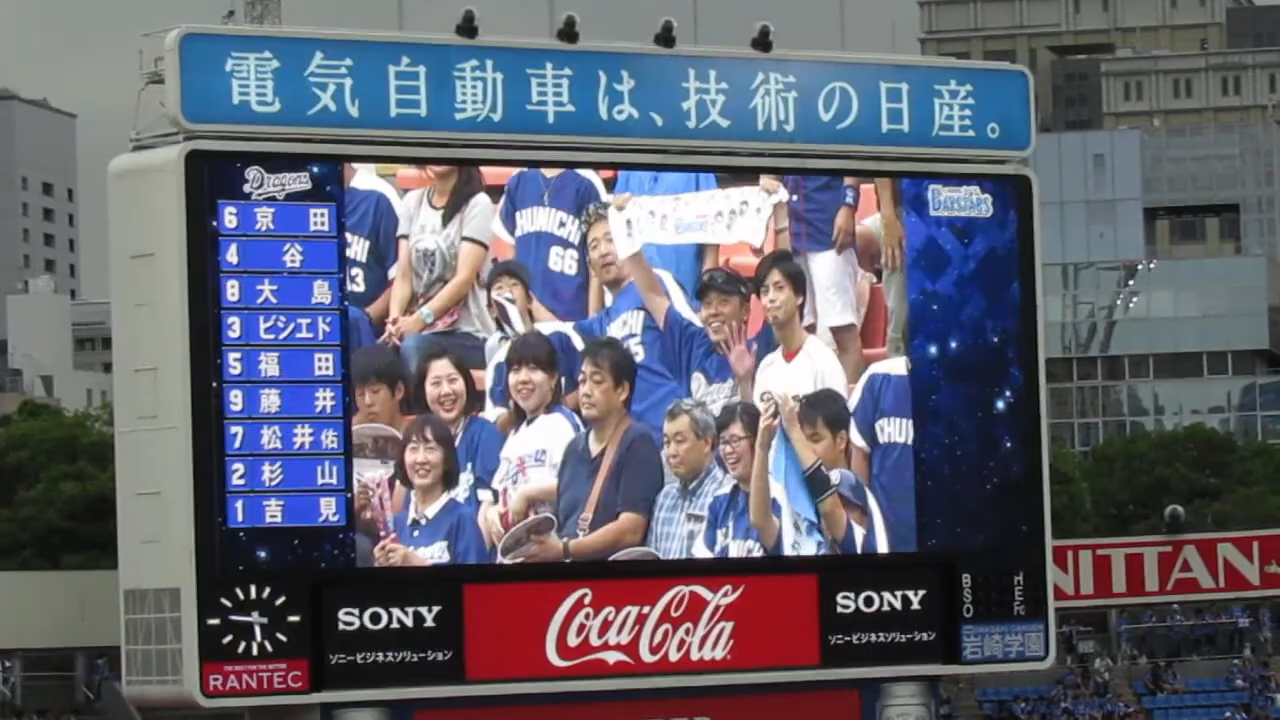 電気自動車は、技術の日産。
Dragons
BAYSTARS
6 京田
4 谷
8 大島
3 ビシエド
5 福田
9 藤井
7 松井佑
2 杉山
1 吉見
HUNICHI
66
SONY
ソニービジネスソリューション
Coca-Cola
SONY
ソニービジネスソリューション
B
S
O
H
E
Fc
岩崎学園
RANTEC
NITTAN